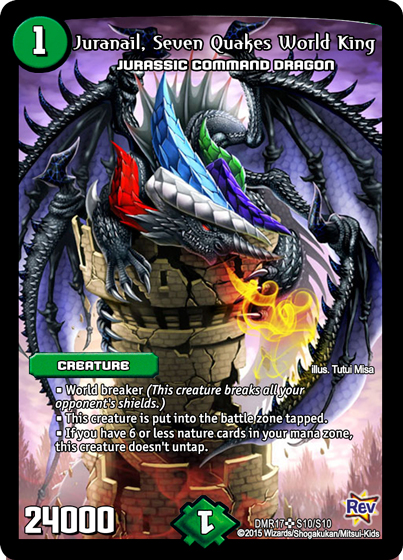 1
Juranail, Seven Quakes World King
JURASSIC COMMAND DRAGON
illus. Tutui Misa
CREATURE
▪ World breaker (This creature breaks all your
opponent's shields.)
▪ This creature is put into the battle zone tapped.
▪ If you have 6 or less nature cards in your mana zone,
this creature doesn't untap.
Rev
24000
1
DMR17 S10/S10
©2015 Wizards/Shogakukan/Mitsui-Kids